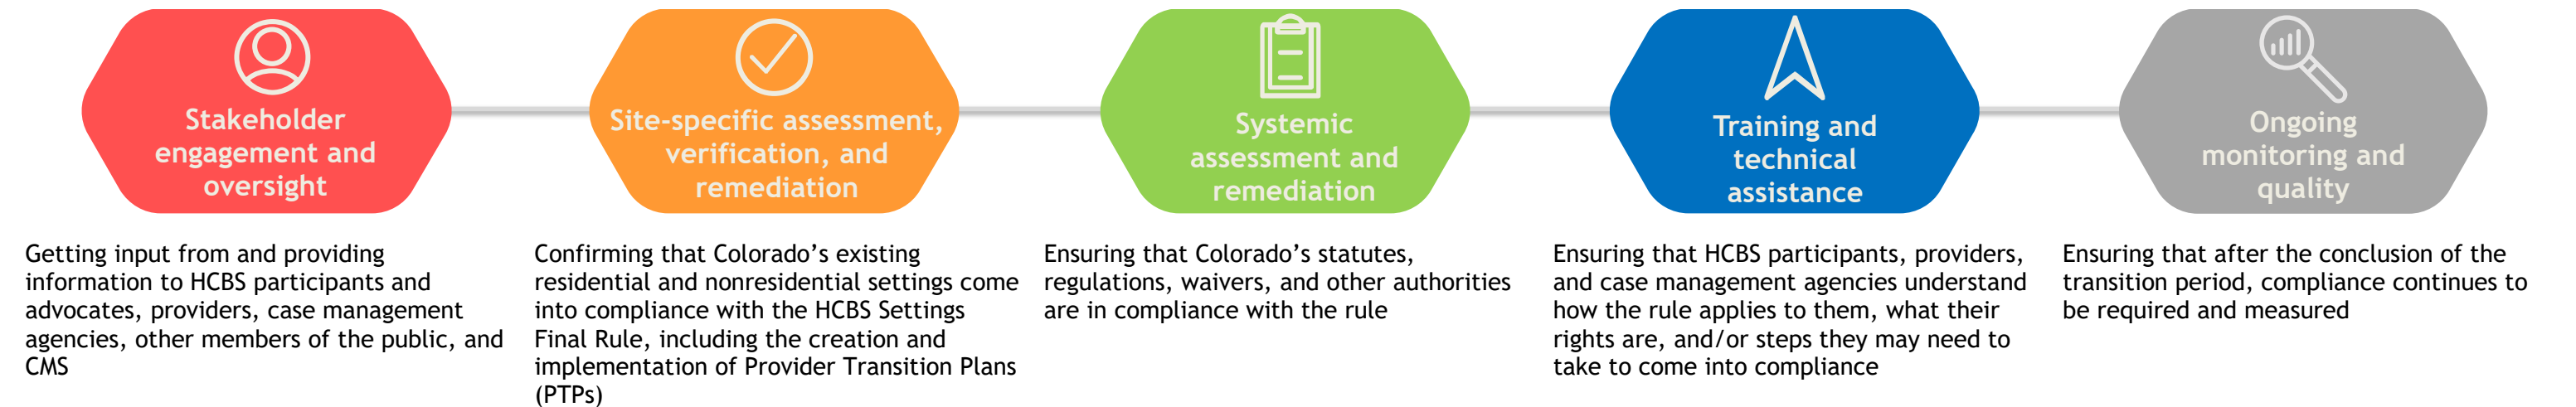 Stakeholder
engagement and
oversight
Getting input from and providing
information to HCBS participants and
advocates, providers, case management
agencies, other members of the public, and
CMS
Site-specific assessment,
verification, and
remediation
Confirming that Colorado’s existing
residential and nonresidential settings come
into compliance with the HCBS Settings
Final Rule, including the creation and
implementation of Provider Transition Plans
(PTPs)
Systemic
assessment and
remediation
Ensuring that Colorado’s statutes,
regulations, waivers, and other authorities
are in compliance with the rule
Training and
technical
assistance
Ensuring that HCBS participants, providers,
and case management agencies understand
how the rule applies to them, what their
rights are, and/or steps they may need to
take to come into compliance
Ongoing
monitoring and
quality
Ensuring that after the conclusion of the
transition period, compliance continues to
be required and measured